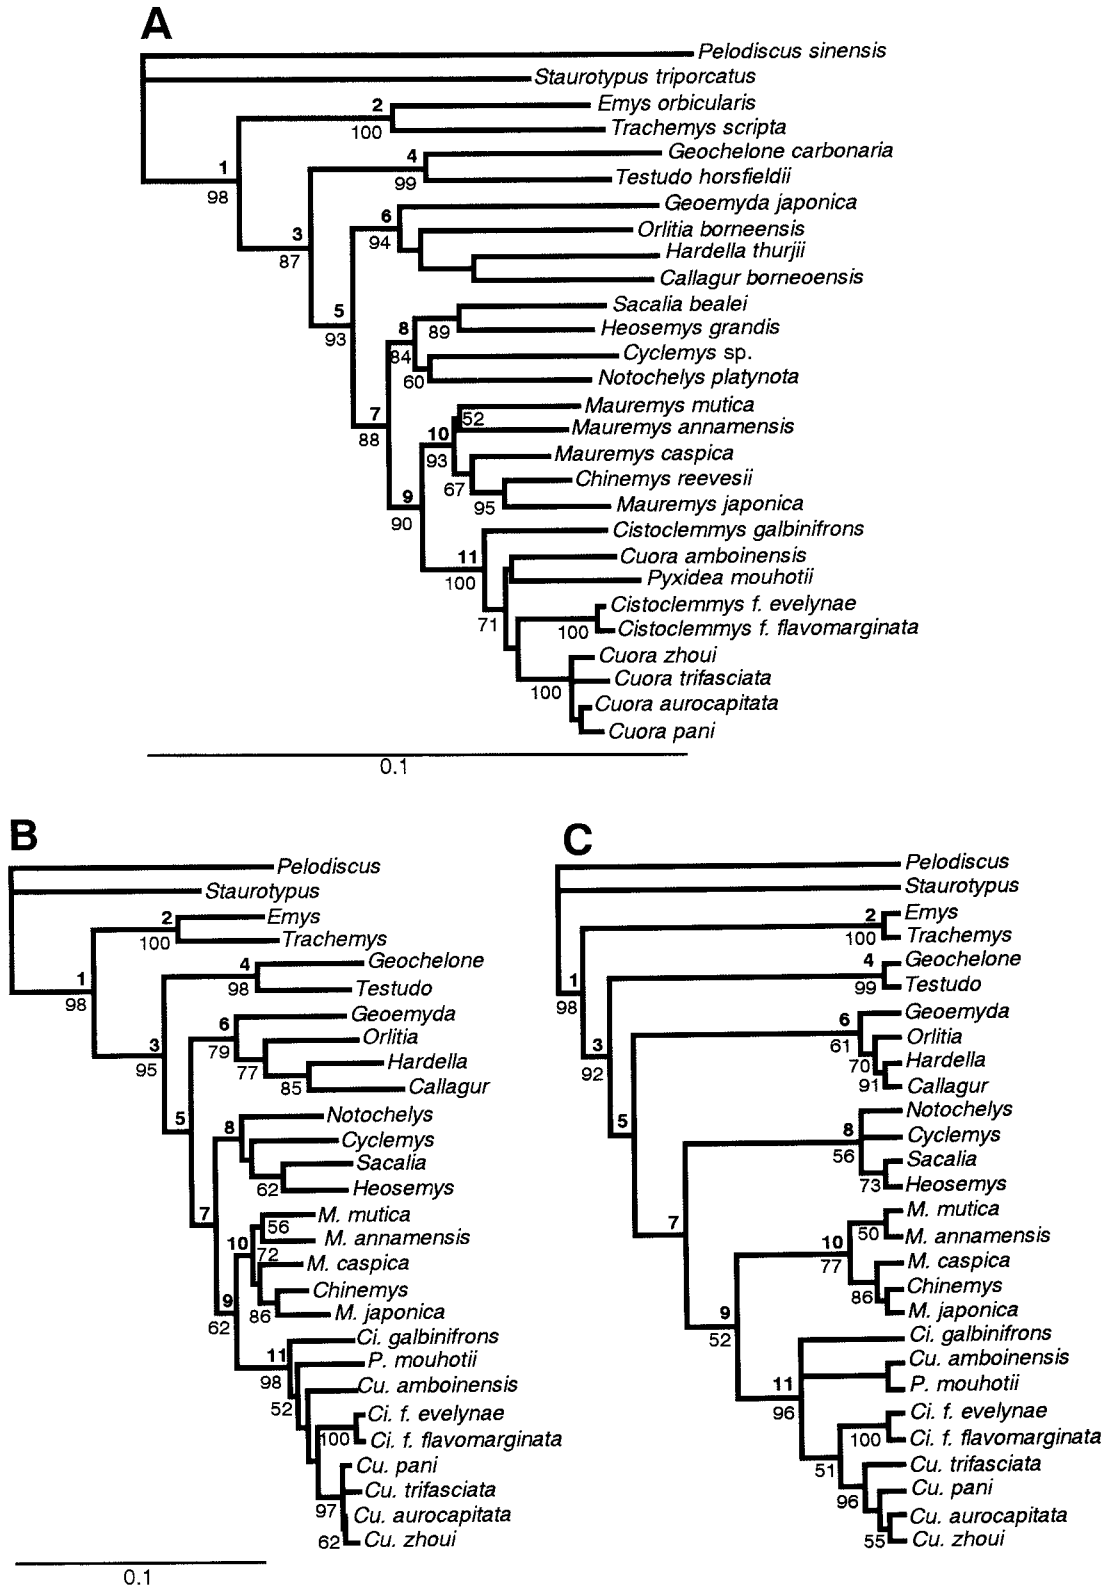 A
Pelodiscus sinensis
Staurotypus triporcatus
2
Emys orbicularis
100
Trachemys scripta
4
Geochelone carbonaria
1
99
Testudo horsfieldii
98
6
Geoemyda japonica
3
94
Orlitia borneensis
87
Hardella thurjii
Callagur borneoensis
5
Sacalia bealei
93
8
89
Heosemys grandis
84
Cyclemys sp.
60
Notochelys platynota
7
Mauremys mutica
88
52
10
Mauremys annamensis
93
Mauremys caspica
67
Chinemys reevesii
9
95
Mauremys japonica
90
Cistoclemmys galbinifrons
11
Cuora amboinensis
100
Pyxidea mouhotii
Cistoclemmys f. evelynae
71
100
Cistoclemmys f. flavomarginata
Cuora zhoui
Cuora trifasciata
100
Cuora aurocapitata
Cuora pani
0.1
B
Pelodiscus
Staurotypus
2
Emys
100
Trachemys
4
Geochelone
1
98
Testudo
98
6
Geoemyda
3
79
Orlitia
95
77
Hardella
85
Callagur
5
8
Notochelys
Cyclemys
Sacalia
62
Heosemys
7
M. mutica
56
10
M. annamensis
72
M. caspica
Chinemys
9
86
M. japonica
62
Ci. galbinifrons
11
P. mouhotii
98
Cu. amboinensis
52
Ci. f. evelynae
100
Ci. f. flavomarginata
Cu. pani
Cu. trifasciata
97
Cu. aurocapitata
62
Cu. zhoui
0.1
C
Pelodiscus
Staurotypus
2
Emys
100
Trachemys
4
Geochelone
1
99
Testudo
98
6
Geoemyda
3
61
Orlitia
92
70
Hardella
91
Callagur
5
Notochelys
8
Cyclemys
56
Sacalia
73
Heosemys
7
M. mutica
50
10
M. annamensis
77
M. caspica
86
Chinemys
9
M. japonica
52
Ci. galbinifrons
11
Cu. amboinensis
96
P. mouhotii
Ci. f. evelynae
100
Ci. f. flavomarginata
51
Cu. trifasciata
96
Cu. pani
Cu. aurocapitata
55
Cu. zhoui